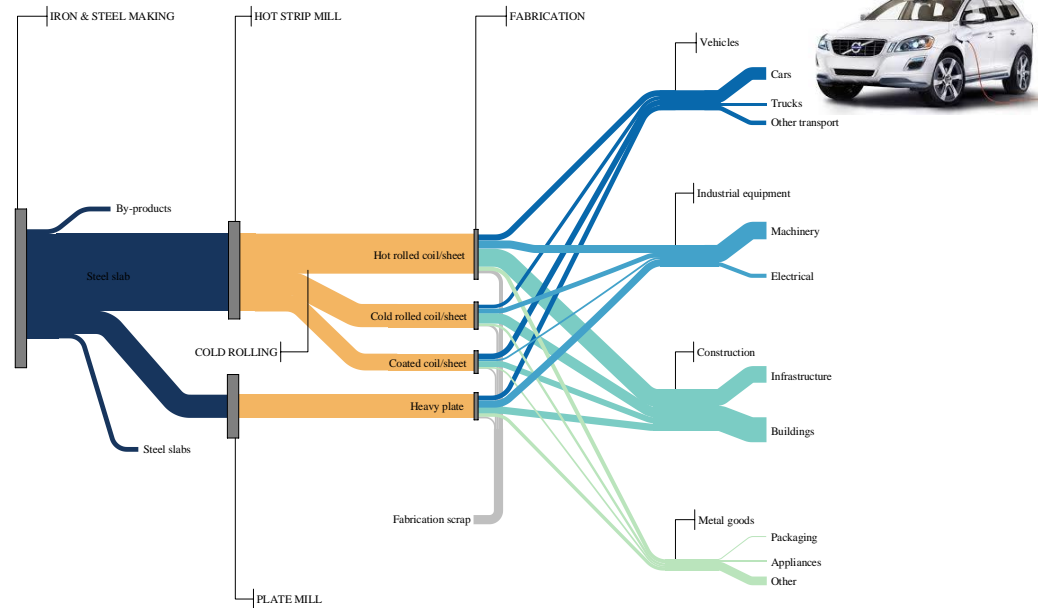 IRON & STEEL MAKING
HOT STRIP MILL
FABRICATION
Vehicles
Cars
Trucks
Other transport
By-products
Industrial equipment
Machinery
Electrical
Steel slab
Hot rolled coil/sheet
Cold rolled coil/sheet
COLD ROLLING
Coated coil/sheet
Heavy plate
Construction
Infrastructure
Buildings
Steel slabs
Fabrication scrap
Metal goods
Packaging
Appliances
Other
PLATE MILL